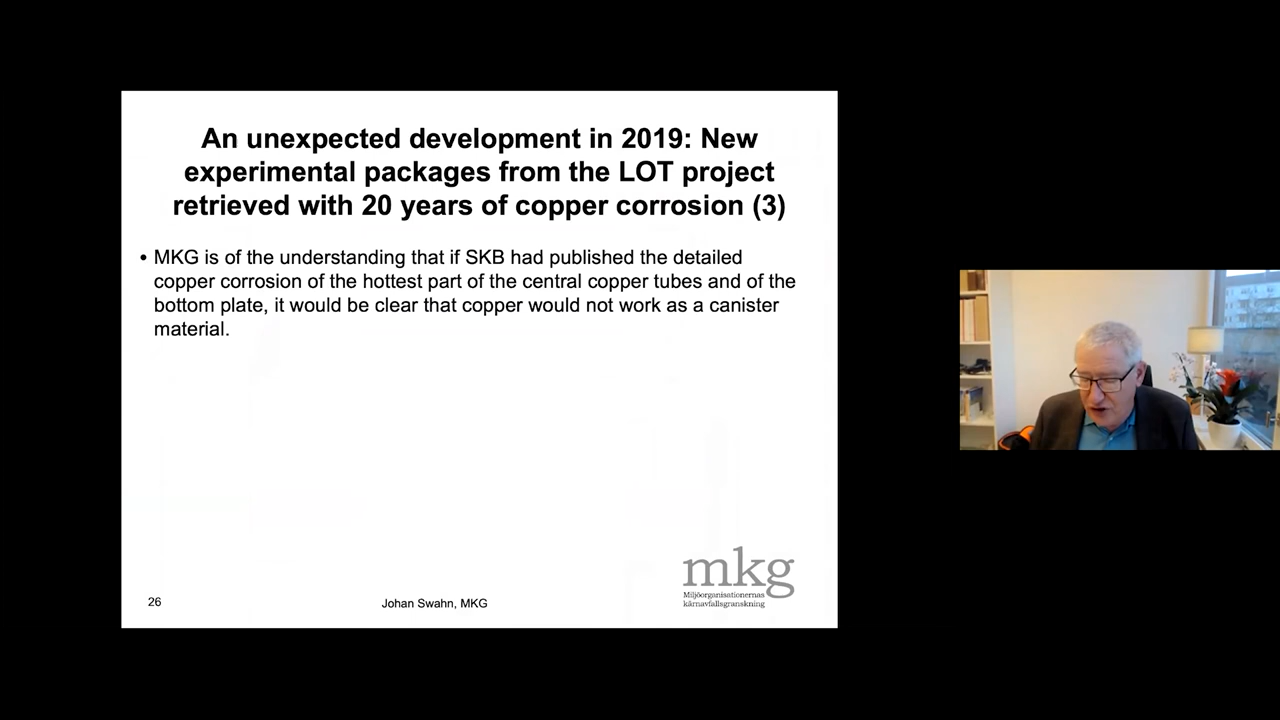 An unexpected development in 2019: New
experimental packages from the LOT project
retrieved with 20 years of copper corrosion (3)
• MKG is of the understanding that if SKB had published the detailed
copper corrosion of the hottest part of the central copper tubes and of the
bottom plate, it would be clear that copper would not work as a canister
material.
mkg
Miljöorganisationernas
kärnavfallsgranskning
26
Johan Swahn, MKG